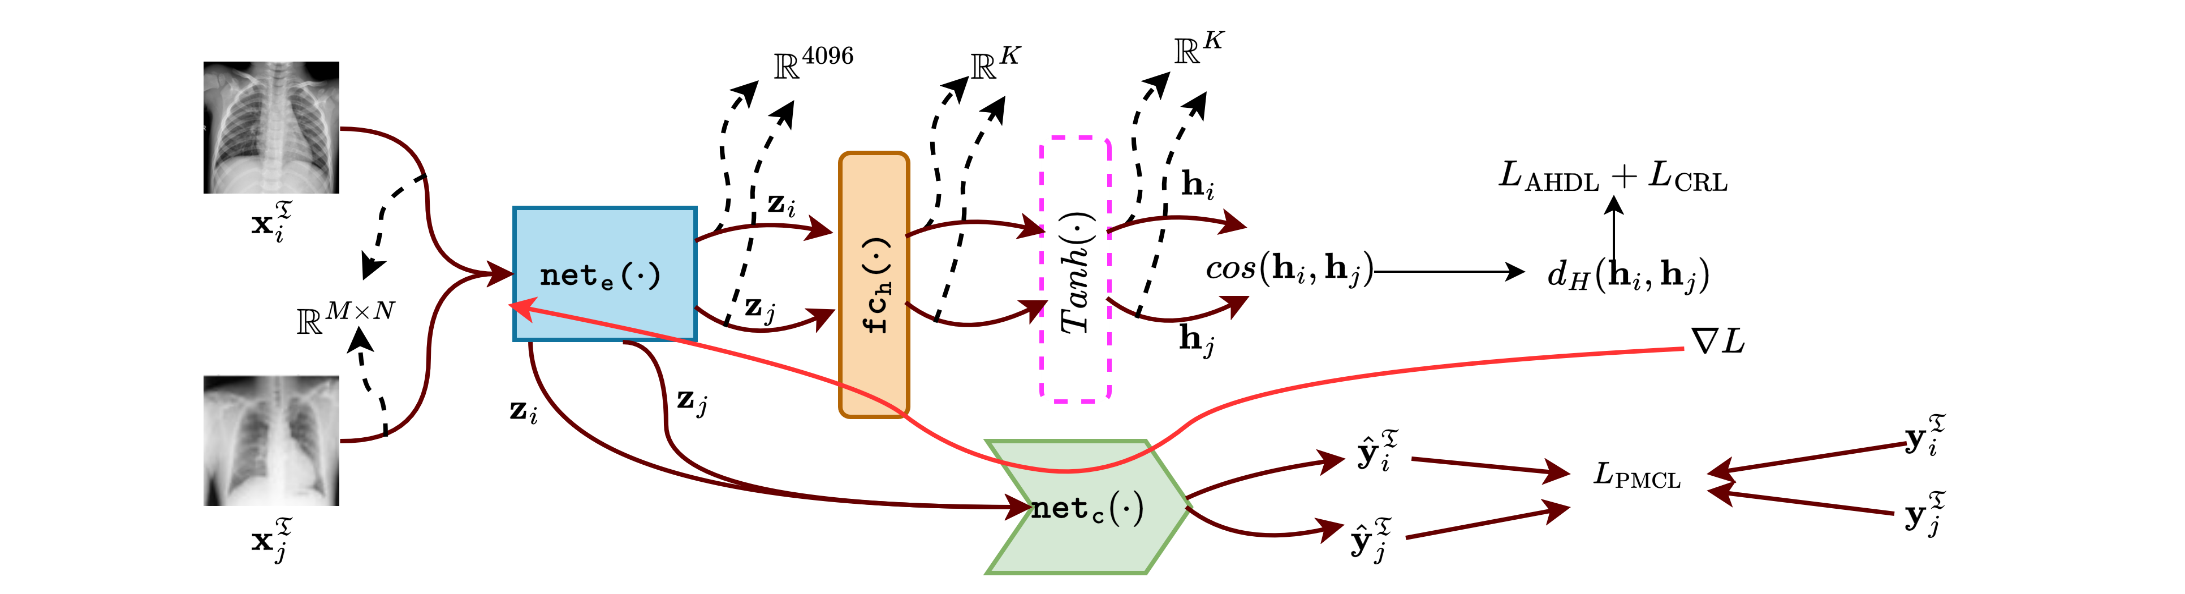 ℝ^4096
ℝ^K
ℝ^K
𝐱_i^𝔗
𝐳_i
𝐡_i
L_AHDL + L_CRL
net_e(·)
fc_h(·)
Tanh(·)
cos(𝐡_i, 𝐡_j)
d_H(𝐡_i, 𝐡_j)
ℝ^{M×N}
𝐳_j
𝐡_j
∇L
𝐳_i
𝐳_j
ŷ_i^𝔗
𝐲_i^𝔗
L_PMCL
net_c(·)
𝐱_j^𝔗
ŷ_j^𝔗
𝐲_j^𝔗